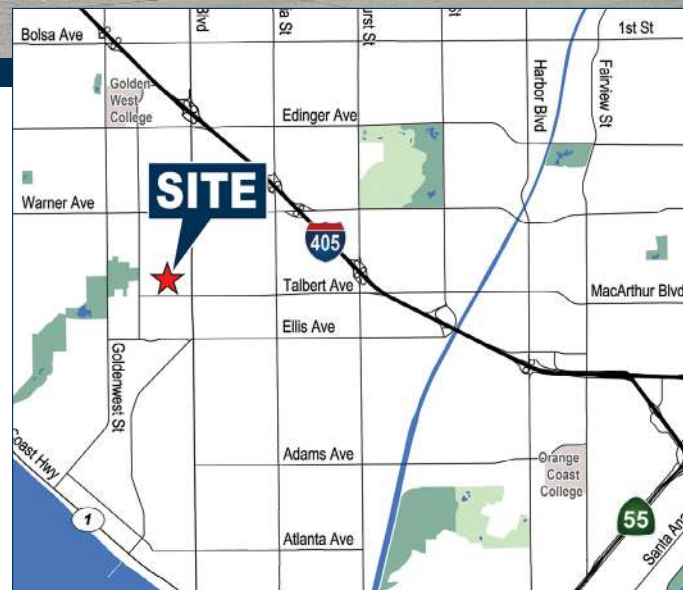 Blvd
St
St
Bolsa Ave
1st St
Golden
West
College
Edinger Ave
Harbor Blvd
Fairview St
Warner Ave
SITE
405
Talbert Ave
MacArthur Blvd
Ellis Ave
Goldenwest St
Coast Hwy
Adams Ave
Orange
Coast
College
1
Atlanta Ave
55